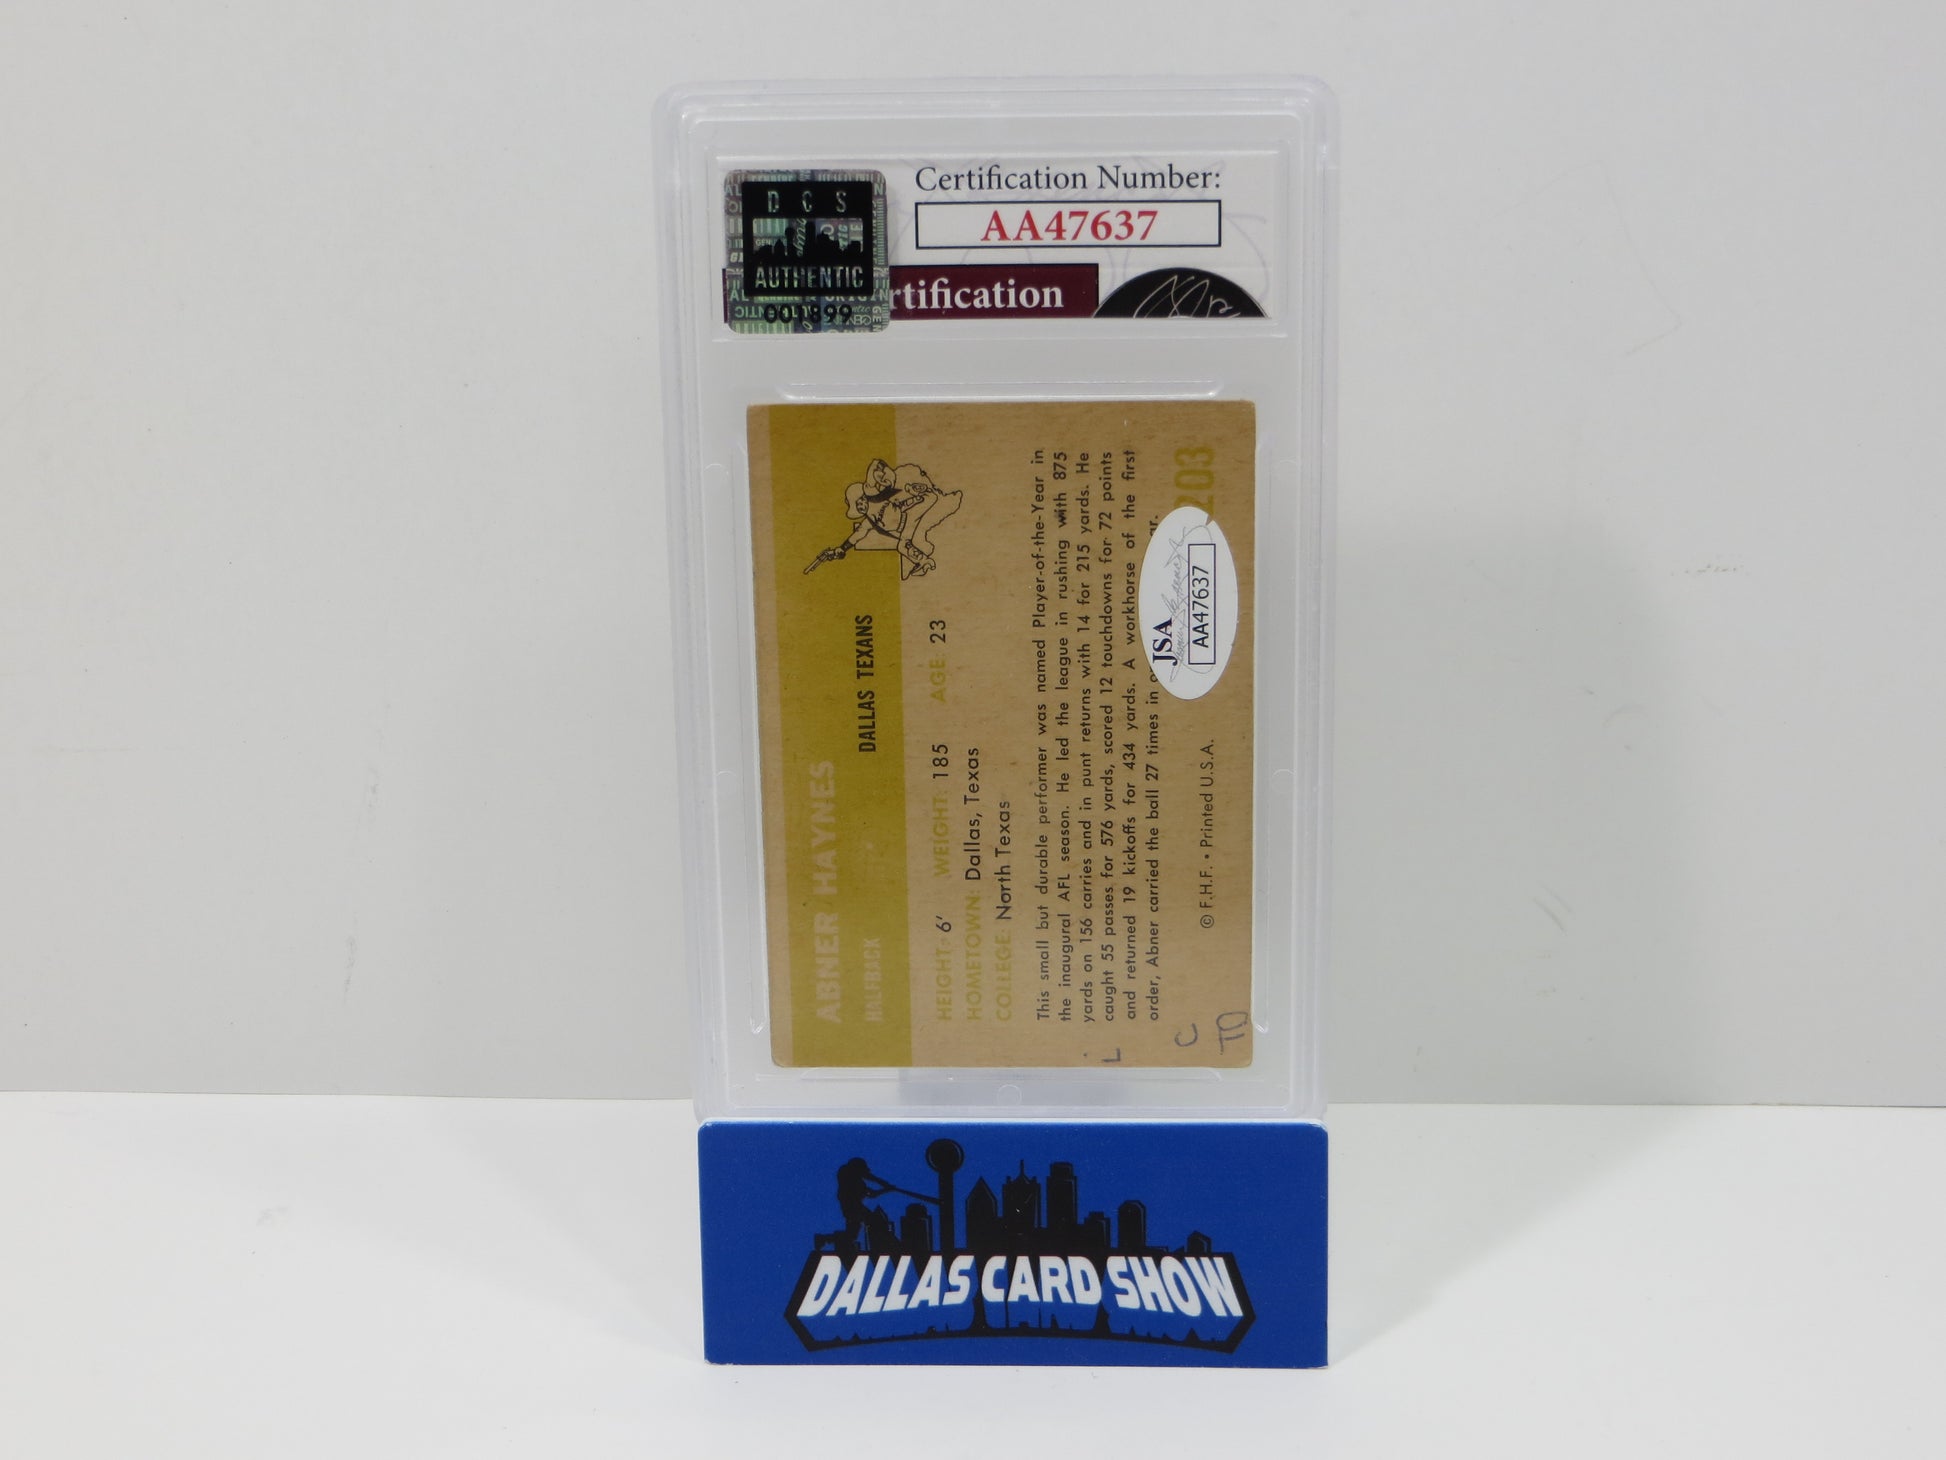 DCS
AUTHENTIC
001899
Certification Number:
AA47637
rtification
ABNER HAYNES
HALFBACK DALLAS TEXANS
HEIGHT: 6' WEIGHT: 185 AGE: 23
HOMETOWN: Dallas, Texas
COLLEGE: North Texas
This small but durable performer was named Player-of-the-Year in
the inaugural AFL season. He led the league in rushing with 875
yards on 156 carries and in punt returns with 14 for 215 yards. He
caught 55 passes for 576 yards, scored 12 touchdowns for 72 points
and returned 19 kickoffs for 434 yards. A workhorse of the first
order, Abner carried the ball 27 times in
203
© F.H.F. • Printed U.S.A.
JSA
AA47637
L
C
TD
DALLAS CARD SHOW